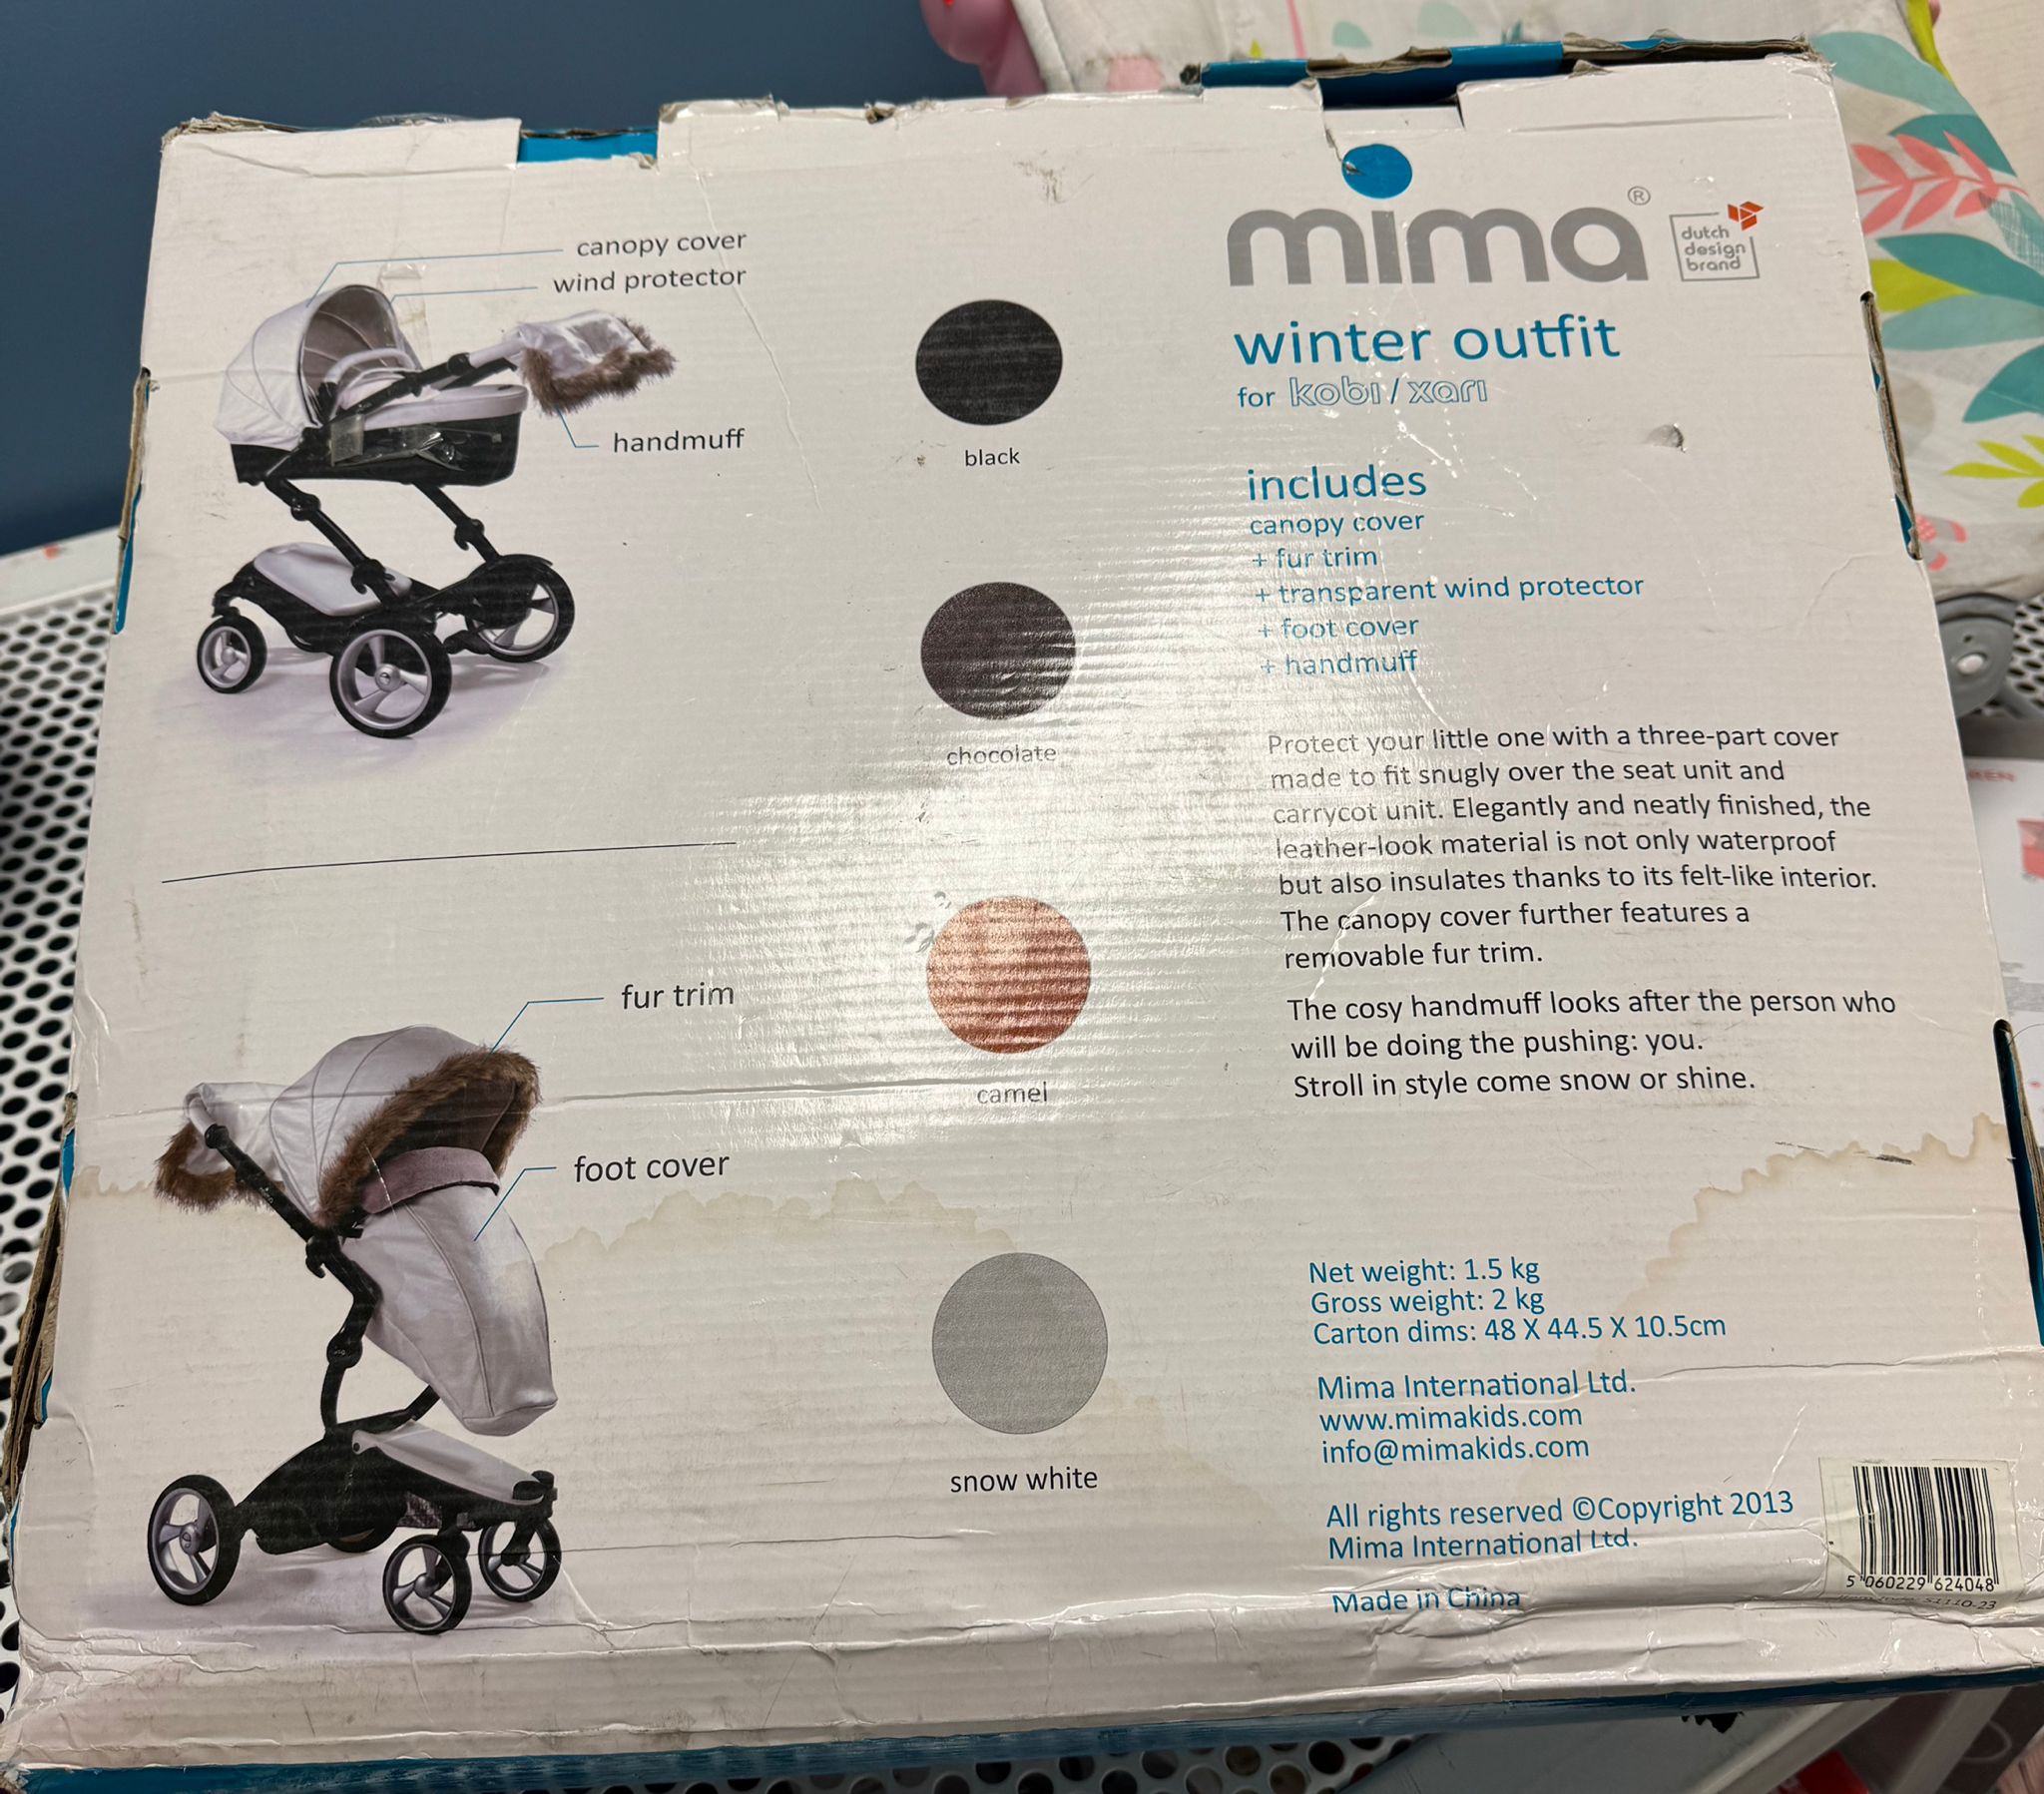 canopy cover
wind protector
handmuff
fur trim
foot cover
black
chocolate
camel
snow white
mima®
dutch
design
brand
winter outfit
for kobi / xari
includes
canopy cover
+ fur trim
+ transparent wind protector
+ foot cover
+ handmuff
Protect your little one with a three-part cover
made to fit snugly over the seat unit and
carrycot unit. Elegantly and neatly finished, the
leather-look material is not only waterproof
but also insulates thanks to its felt-like interior.
The canopy cover further features a
removable fur trim.
The cosy handmuff looks after the person who
will be doing the pushing: you.
Stroll in style come snow or shine.
Net weight: 1.5 kg
Gross weight: 2 kg
Carton dims: 48 X 44.5 X 10.5cm
Mima International Ltd.
www.mimakids.com
info@mimakids.com
All rights reserved ©Copyright 2013
Mima International Ltd.
Made in China
5 060229 624048